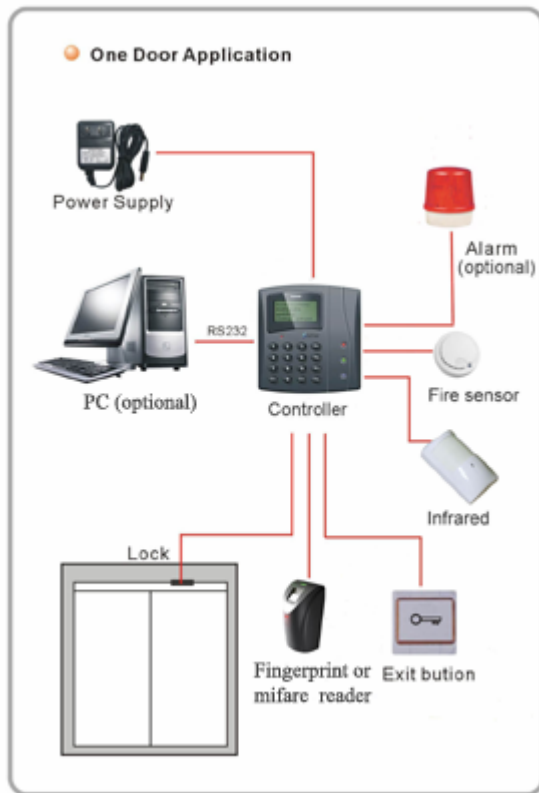 One Door Application
Power Supply
Alarm
(optional)
RS232
PC (optional)
Controller
Fire sensor
Infrared
Lock
Fingerprint or
mifare reader
Exit bution